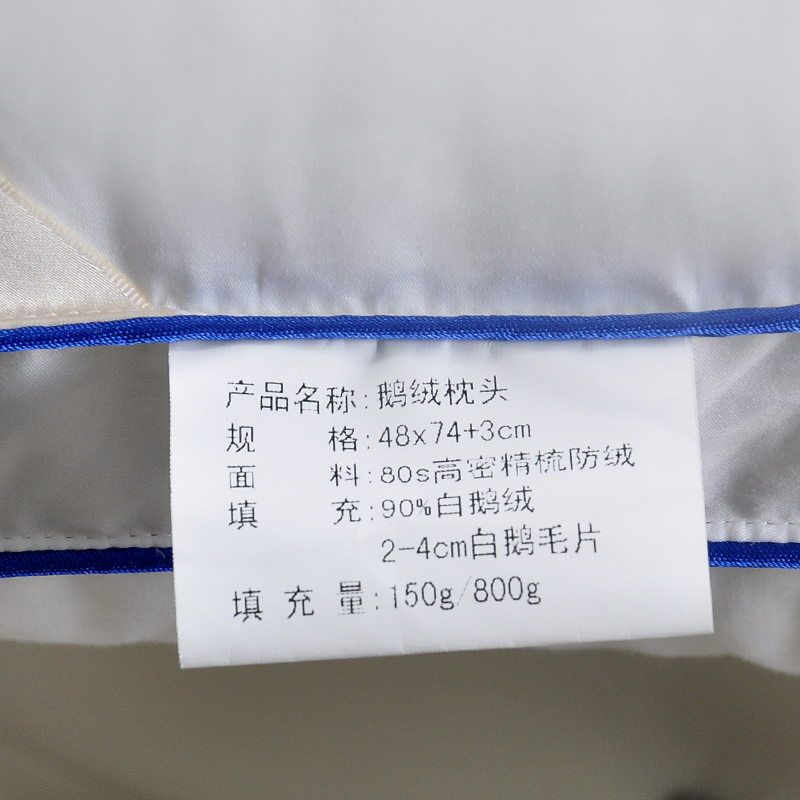 产品名称:鹅绒枕头
规 格:48x74+3cm
面 料:80s高密精梳防绒
填 充:90%白鹅绒
2-4cm白鹅毛片
填 充 量:150g/800g